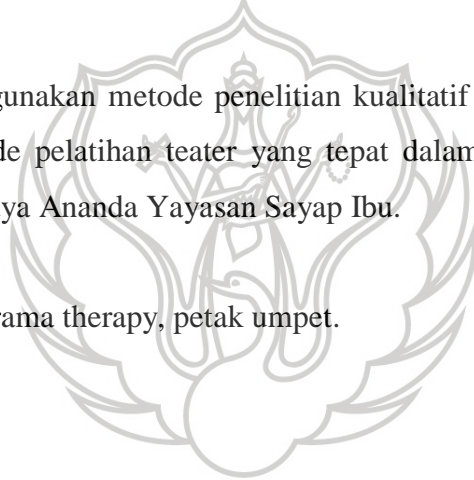 gunakan metode penelitian kualitatif
de pelatihan teater yang tepat dalam
ya Ananda Yayasan Sayap Ibu.
rama therapy, petak umpet.